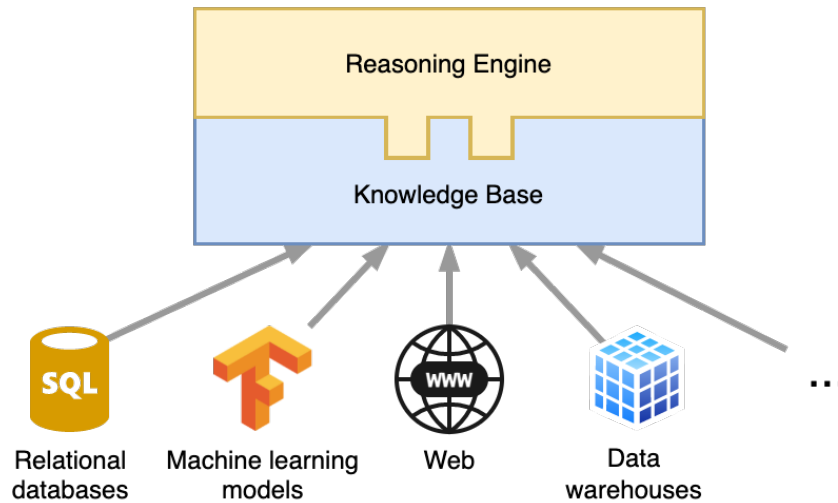 Reasoning Engine
Knowledge Base
SQL
WWW
Relational
databases
Machine learning
models
Web
Data
warehouses
..